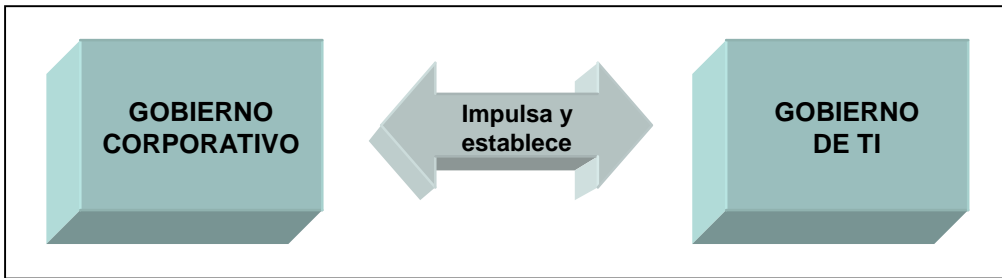 GOBIERNO
CORPORATIVO
Impulsa y
establece
GOBIERNO
DE TI